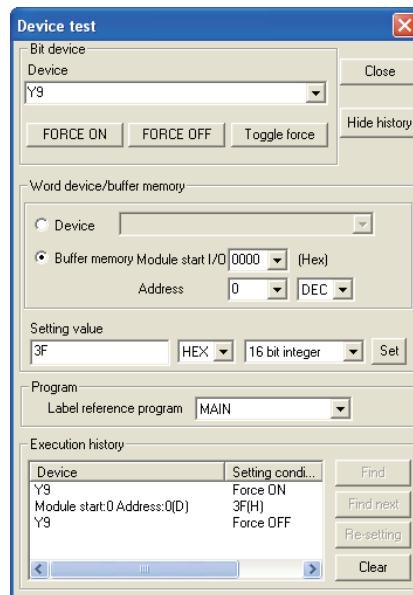 Device test
Bit device
Device
Close
Y9
FORCE ON FORCE OFF Toggle force
Hide history
Word device/buffer memory
Device
Buffer memory Module start I/O 0000 (Hex)
Address 0 DEC
Setting value
3F HEX 16 bit integer Set
Program
Label reference program MAIN
Execution history
Device Setting condi...
Find
Y9 Force ON
Module start:0 Address:0(D) 3F(H)
Find next
Y9 Force OFF
Re-setting
Clear